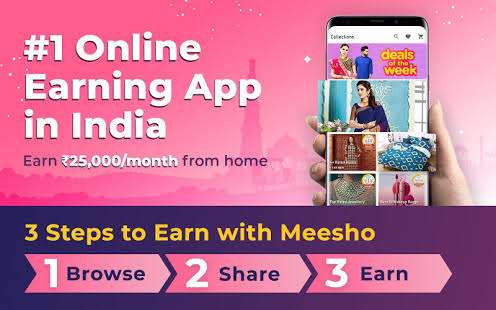 #1 Online
Earning App
in India
Earn ₹25,000/month from home
Collections
deals
of the
week
3 Steps to Earn with Meesho
1 Browse
2 Share
3 Earn